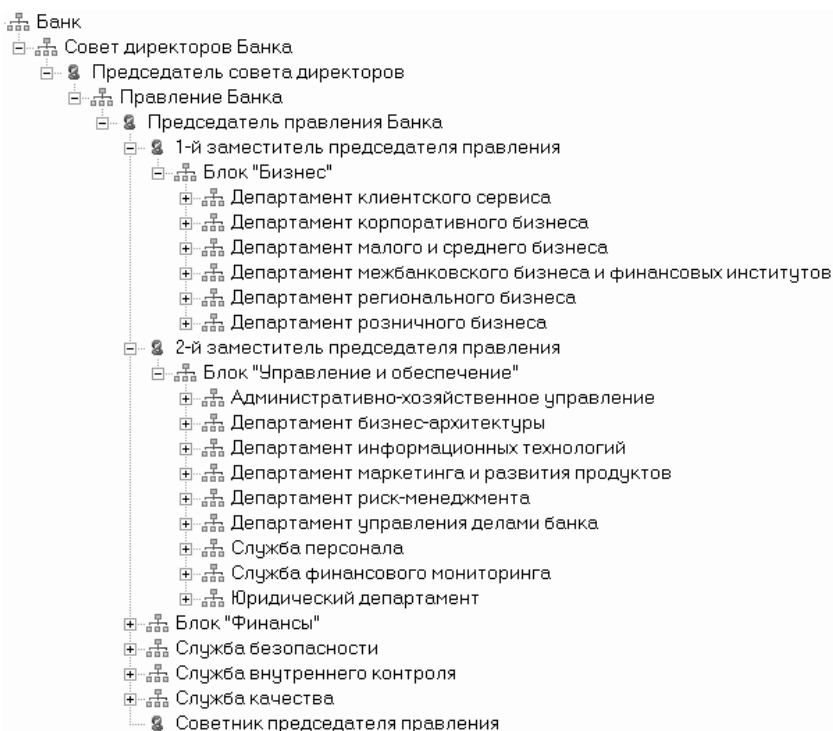 Банк
Совет директоров Банка
Председатель совета директоров
Правление Банка
Председатель правления Банка
1-й заместитель председателя правления
Блок "Бизнес"
Департамент клиентского сервиса
Департамент корпоративного бизнеса
Департамент малого и среднего бизнеса
Департамент межбанковского бизнеса и финансовых институтов
Департамент регионального бизнеса
Департамент розничного бизнеса
2-й заместитель председателя правления
Блок "Управление и обеспечение"
Административно-хозяйственное управление
Департамент бизнес-архитектуры
Департамент информационных технологий
Департамент маркетинга и развития продуктов
Департамент риск-менеджмента
Департамент управления делами банка
Служба персонала
Служба финансового мониторинга
Юридический департамент
Блок "Финансы"
Служба безопасности
Служба внутреннего контроля
Служба качества
Советник председателя правления